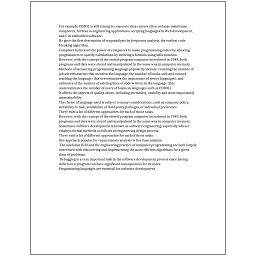 For example, COBOL is still strong in corporate data centers often on large mainframe
computers, Fortran in engineering applications, scripting languages in Web development,
and C in embedded software.
He gave the first description of cryptanalysis by frequency analysis, the earliest code-
breaking algorithm.
Compilers harnessed the power of computers to make programming easier by allowing
programmers to specify calculations by entering a formula using infix notation.
However, with the concept of the stored-program computer introduced in 1949, both
programs and data were stored and manipulated in the same way in computer memory.
Methods of measuring programming language popularity include: counting the number of
job advertisements that mention the language, the number of books sold and courses
teaching the language (this overestimates the importance of newer languages), and
estimates of the number of existing lines of code written in the language (this
underestimates the number of users of business languages such as COBOL).
It affects the aspects of quality above, including portability, usability and most importantly
maintainability.
The choice of language used is subject to many considerations, such as company policy,
suitability to task, availability of third-party packages, or individual preference.
There exist a lot of different approaches for each of those tasks.
However, with the concept of the stored-program computer introduced in 1949, both
programs and data were stored and manipulated in the same way in computer memory.
Sometimes software development is known as software engineering, especially when it
employs formal methods or follows an engineering design process.
There exist a lot of different approaches for each of those tasks.
One approach popular for requirements analysis is Use Case analysis.
The academic field and the engineering practice of computer programming are both largely
concerned with discovering and implementing the most efficient algorithms for a given
class of problems.
Debugging is a very important task in the software development process since having
defects in a program can have significant consequences for its users.
Programming languages are essential for software development.